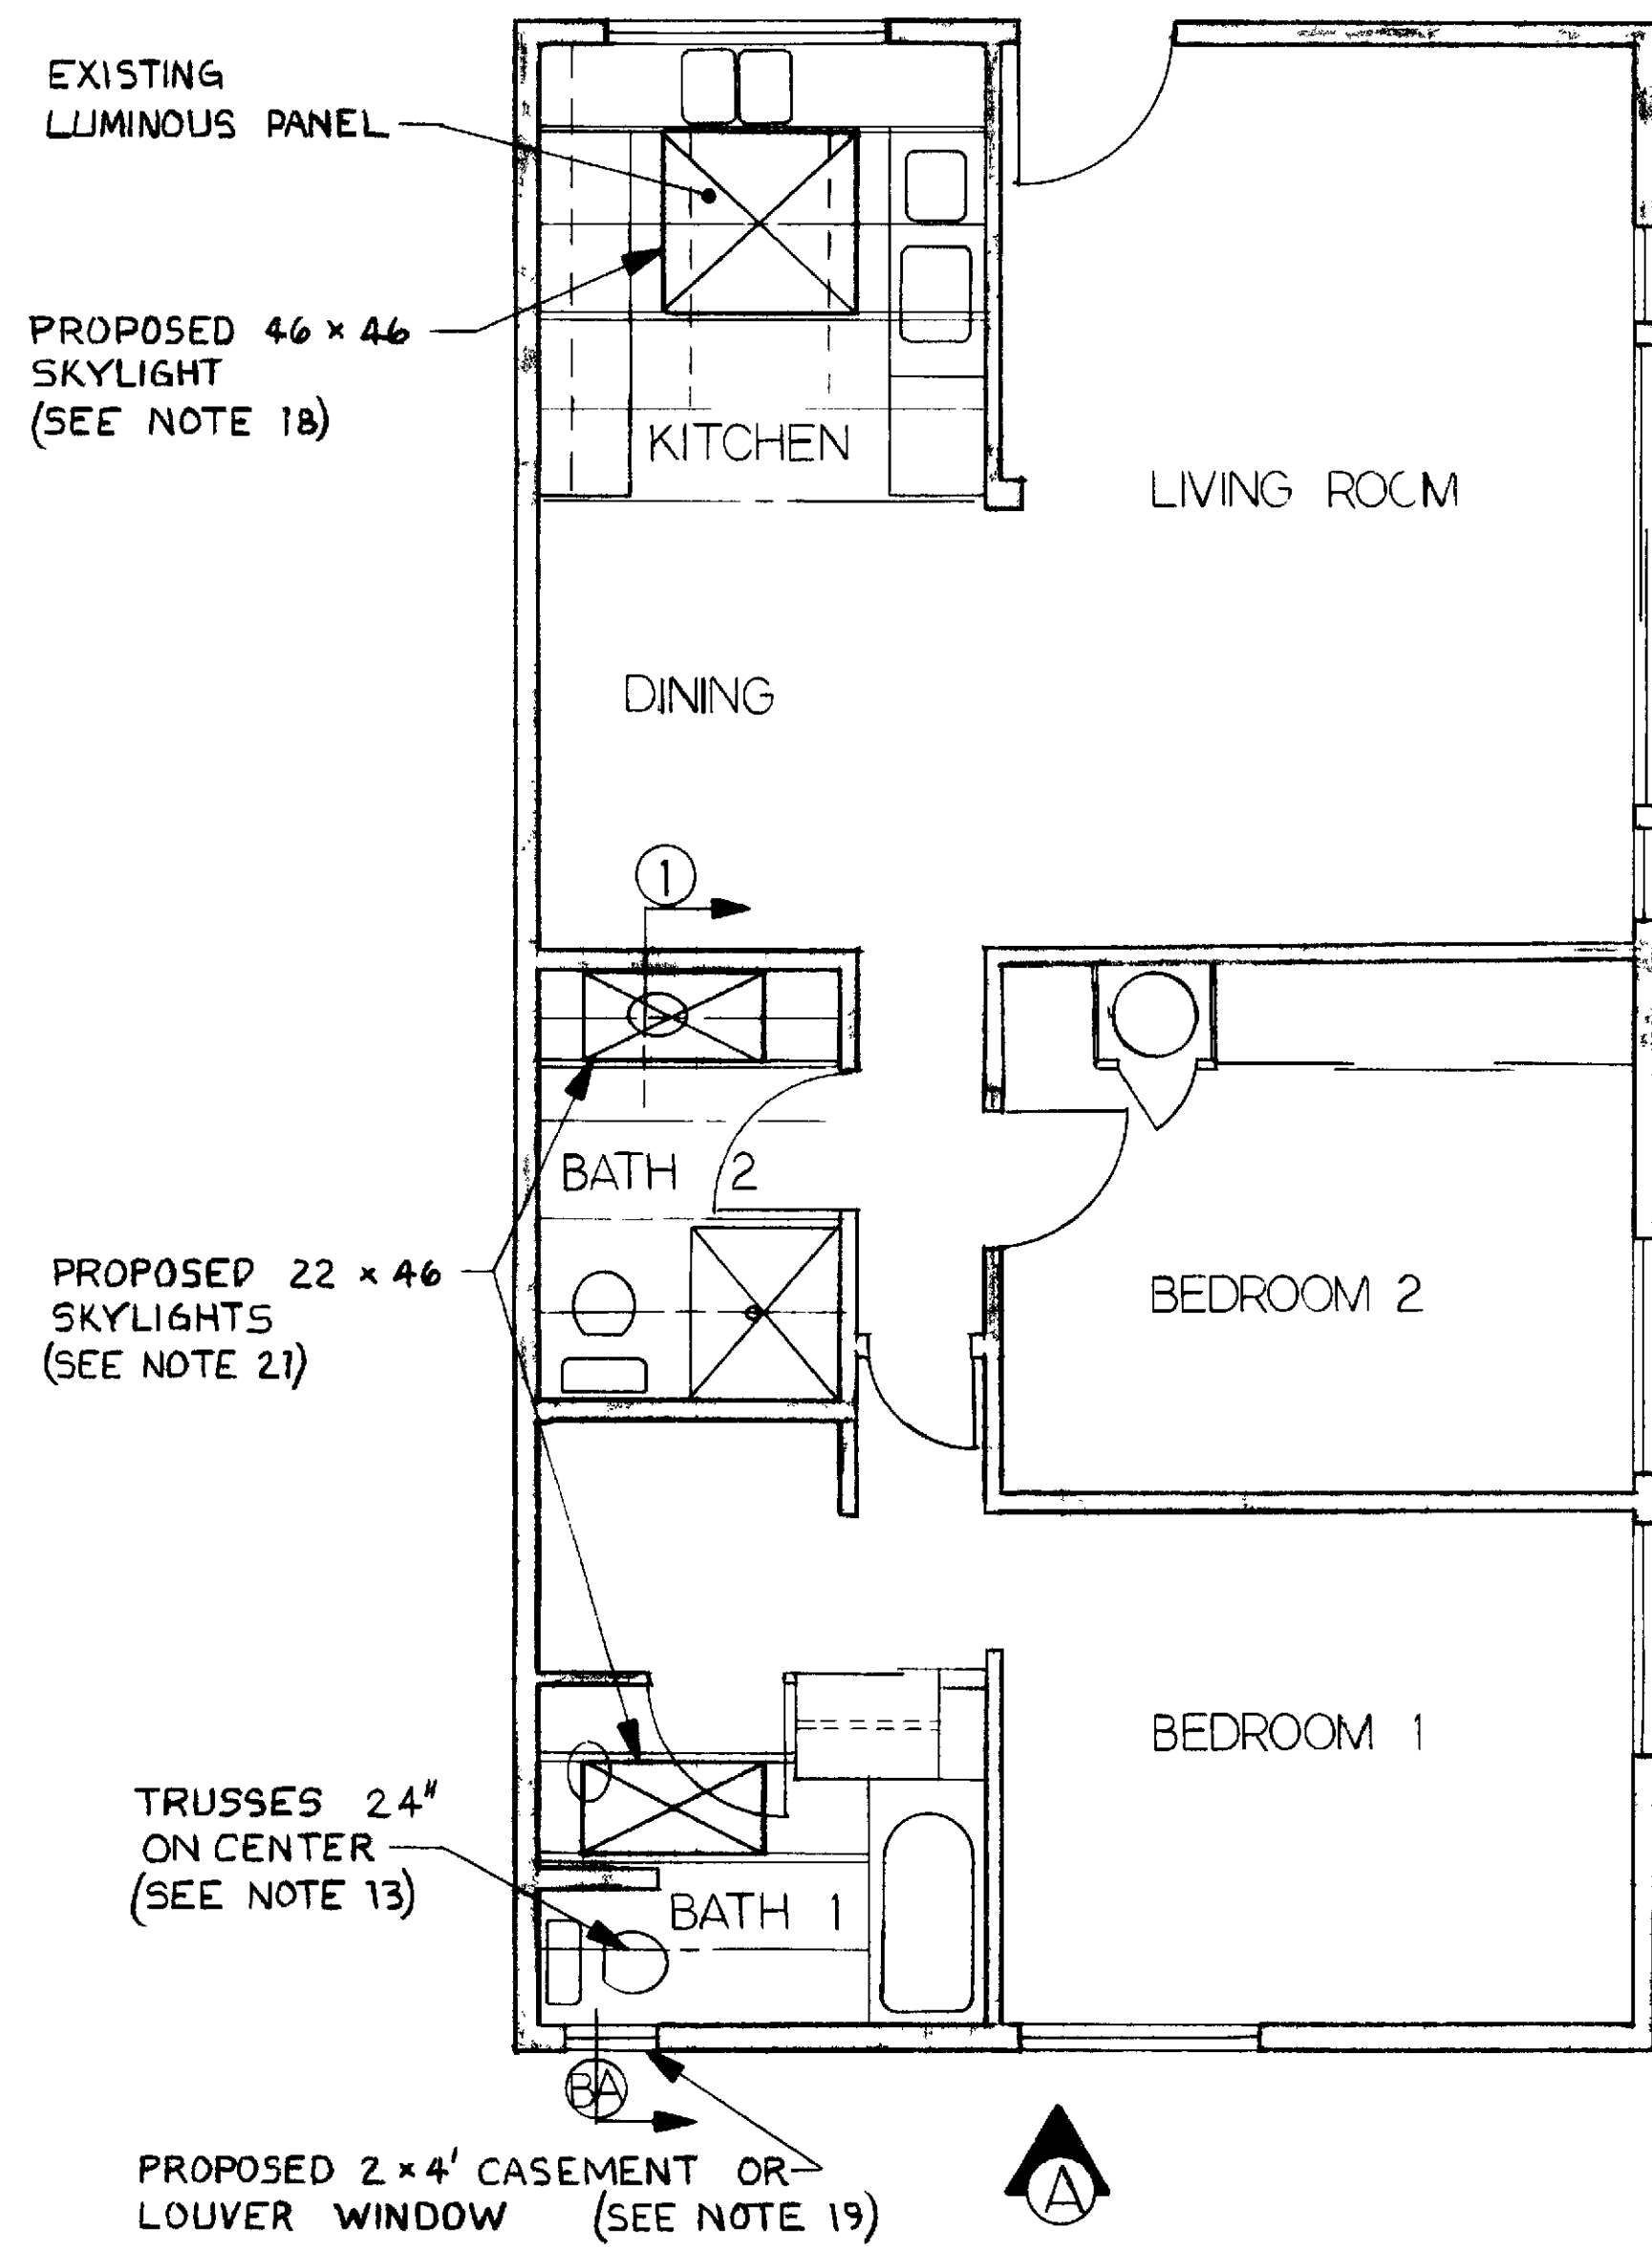 EXISTING
LUMINOUS PANEL
PROPOSED 46 x 46
SKYLIGHT
(SEE NOTE 18)
KITCHEN
LIVING ROOM
DINING
1
BATH 2
PROPOSED 22 x 46
SKYLIGHTS
(SEE NOTE 21)
BEDROOM 2
BEDROOM 1
TRUSSES 24"
ON CENTER
(SEE NOTE 13)
BATH 1
BA
PROPOSED 2 x 4' CASEMENT OR
LOUVER WINDOW (SEE NOTE 19)
A